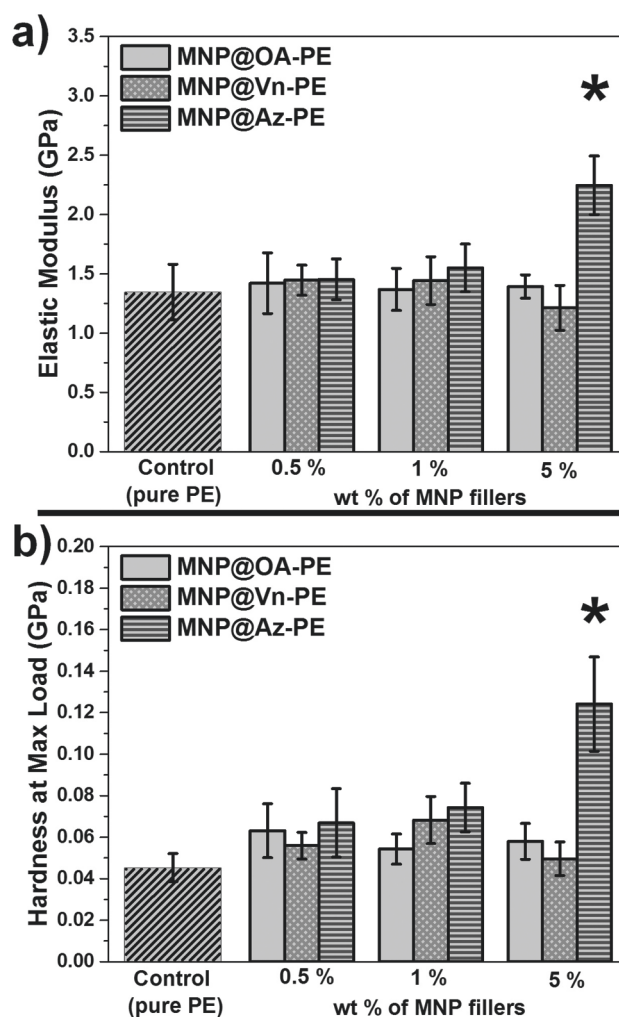 a)
Elastic Modulus (GPa)
3.5
3.0
2.5
2.0
1.5
1.0
0.5
0.0
MNP@OA-PE
MNP@Vn-PE
MNP@Az-PE
*
Control
(pure PE)
0.5 %
1 %
5 %
wt % of MNP fillers
b)
Hardness at Max Load (GPa)
0.20
0.18
0.16
0.14
0.12
0.10
0.08
0.06
0.04
0.02
0.00
MNP@OA-PE
MNP@Vn-PE
MNP@Az-PE
*
Control
(pure PE)
0.5 %
1 %
5 %
wt % of MNP fillers